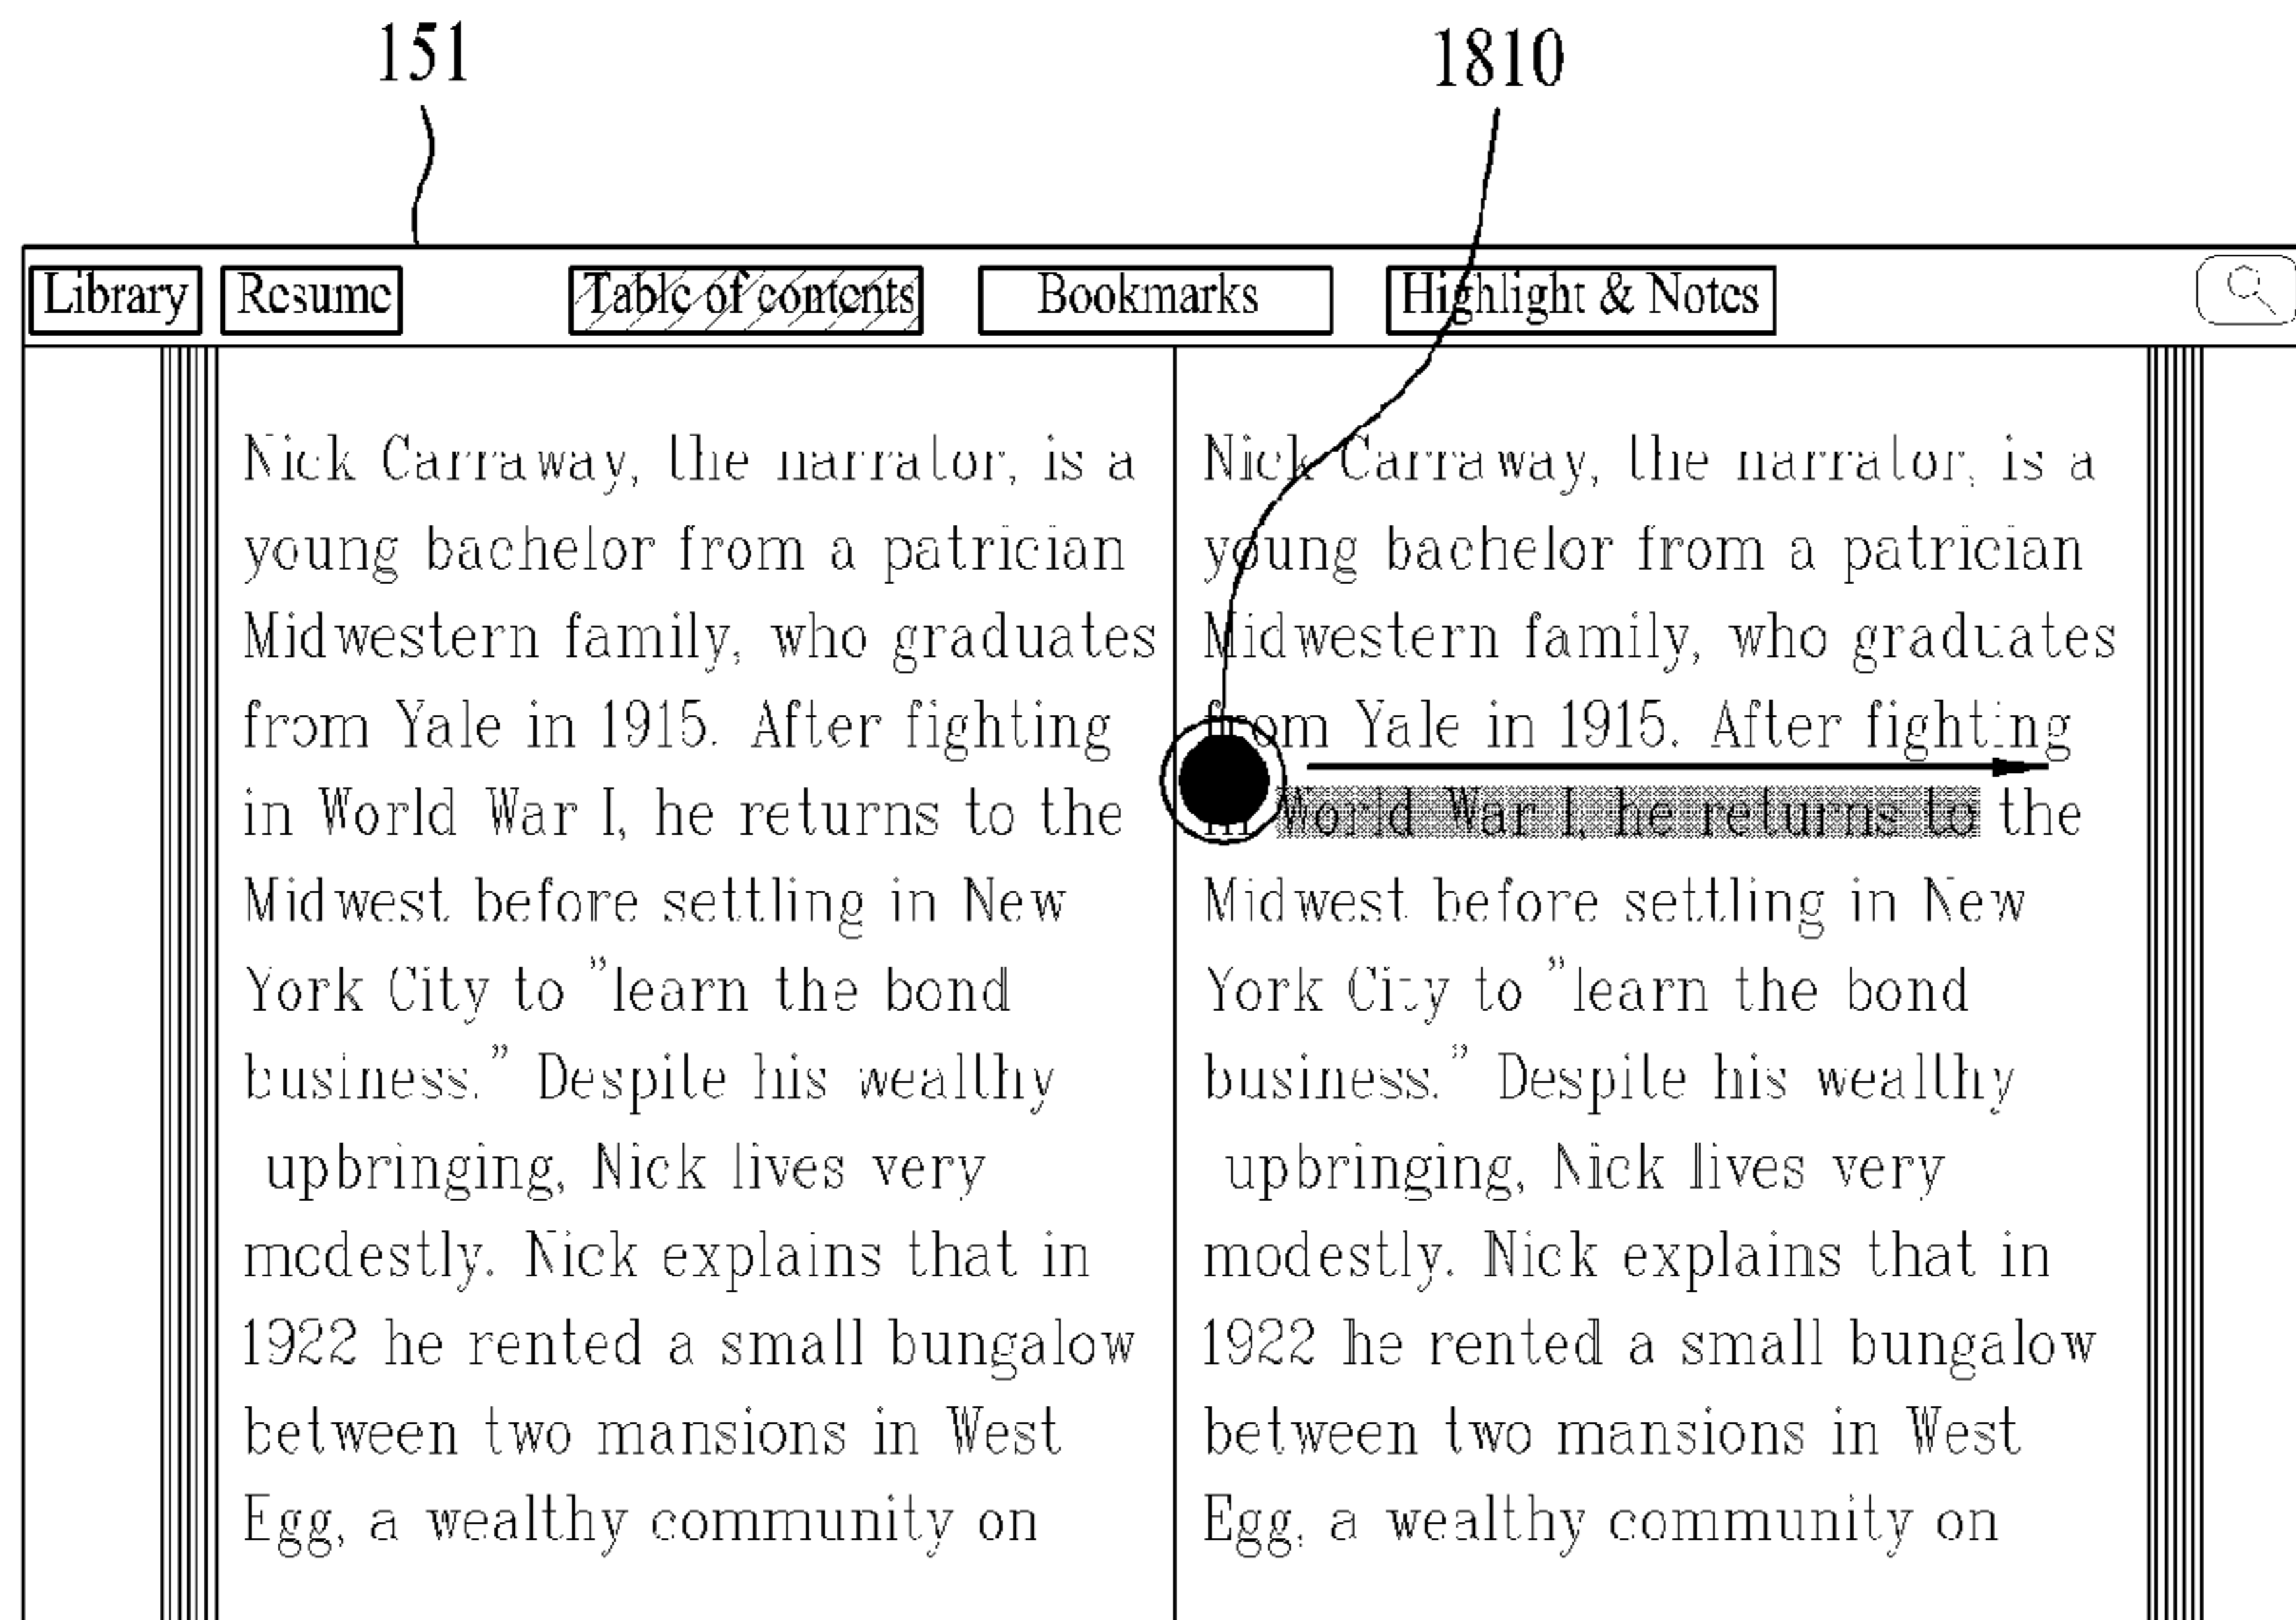 151
1810
Library Resume Table of contents Bookmarks Highlight & Notes
Nick Carraway, the narrator, is a
young bachelor from a patrician
Midwestern family, who graduates
from Yale in 1915. After fighting
in World War I, he returns to the
Midwest before settling in New
York City to ”learn the bond
business.” Despite his wealthy
upbringing, Nick lives very
modestly. Nick explains that in
1922 he rented a small bungalow
between two mansions in West
Egg, a wealthy community on
Nick Carraway, the narrator, is a
young bachelor from a patrician
Midwestern family, who graduates
from Yale in 1915. After fighting
in World War I, he returns to the
Midwest before settling in New
York City to ”learn the bond
business.” Despite his wealthy
upbringing, Nick lives very
modestly. Nick explains that in
1922 he rented a small bungalow
between two mansions in West
Egg, a wealthy community on